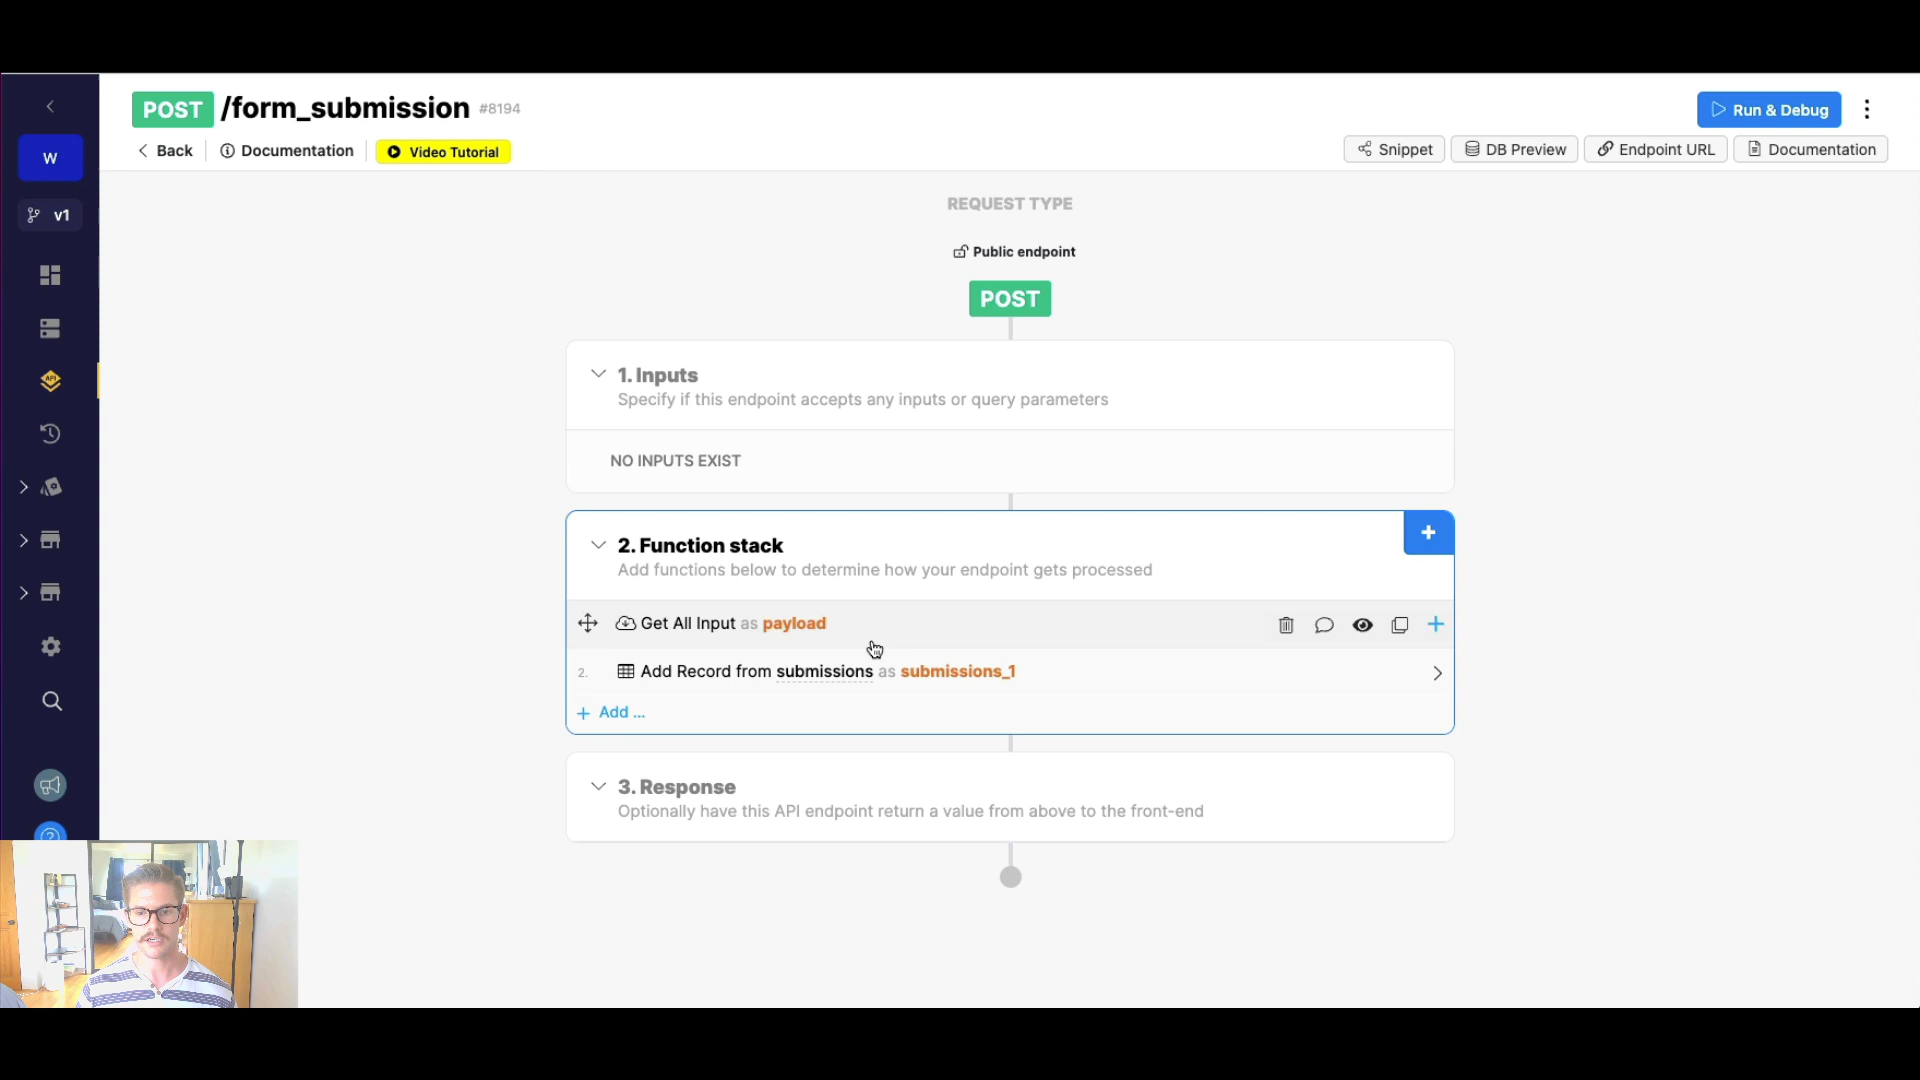 POST /form_submission #8194
Run & Debug
W
Back
Documentation
Video Tutorial
Snippet
DB Preview
Endpoint URL
Documentation
v1
REQUEST TYPE
Public endpoint
POST
1. Inputs
Specify if this endpoint accepts any inputs or query parameters
NO INPUTS EXIST
API
2. Function stack
Add functions below to determine how your endpoint gets processed
Get All Input as payload
2. Add Record from submissions as submissions_1
+ Add ...
3. Response
Optionally have this API endpoint return a value from above to the front-end